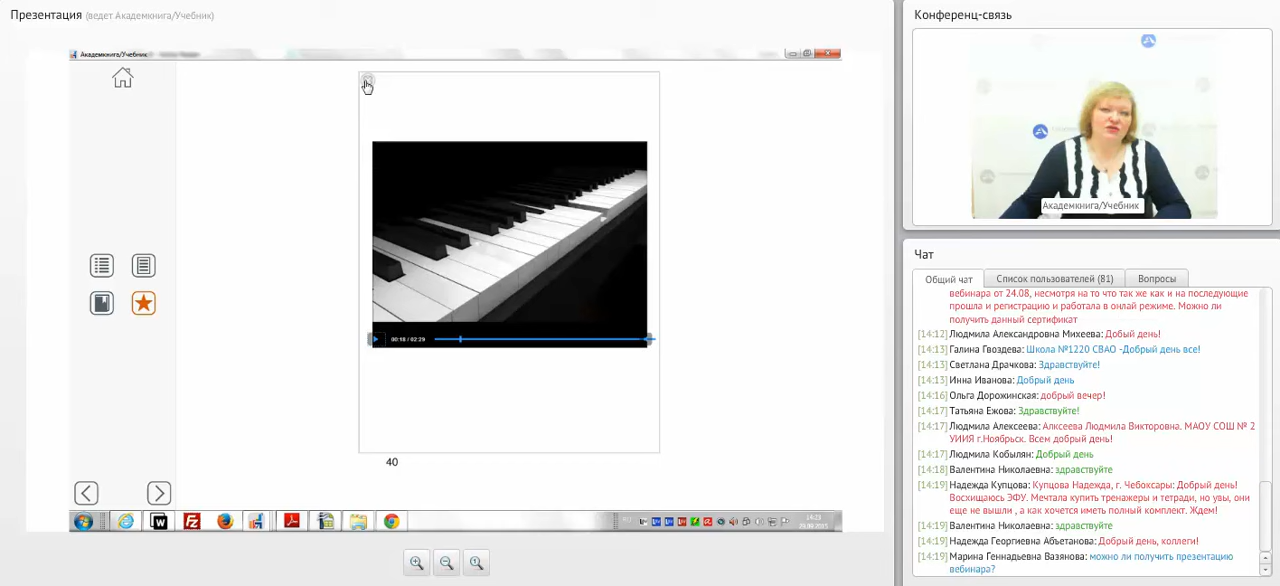 Презентация (ведет Академкнига/Учебник)
Академкнига/Учебник
00:18 / 02:29
40
14:23
Конференц-связь
Академкнига/Учебник
Чат
Общий чат
Список пользователей (81)
Вопросы
вебинара от 24.08, несмотря на то что так же как и на последующие
прошла и регистрацию и работала в онлай режиме. Можно ли
получить данный сертификат
[14:12] Людмила Александровна Михеева: Добый день!
[14:13] Галина Гвоздева: Школа №1220 СВАО -Добрый день все!
[14:13] Светлана Драчкова: Здравствуйте!
[14:13] Инна Иванова: Добрый день
[14:16] Ольга Дорожинская: добрый вечер!
[14:17] Татьяна Ежова: Здравствуйте!
[14:17] Людмила Алексеева: Алксеева Людмила Викторовна. МАОУ СОШ № 2
УИИЯ г.Ноябрьск. Всем добрый день!
[14:17] Людмила Кобылян: Добрый день
[14:18] Валентина Николаевна: здравствуйте
[14:19] Надежда Купцова: Купцова Надежда, г. Чебоксары: Добрый день!
Восхищаюсь ЭФУ. Мечтала купить тренажеры и тетради, но увы, они
еще не вышли , а как хочется иметь полный комплект. Ждем!
[14:19] Валентина Николаевна: здравствуйте
[14:19] Надежда Георгиевна Абъетанова: Добрый день, коллеги!
[14:19] Марина Геннадьевна Вазянова: можно ли получить презентацию
вебинара?